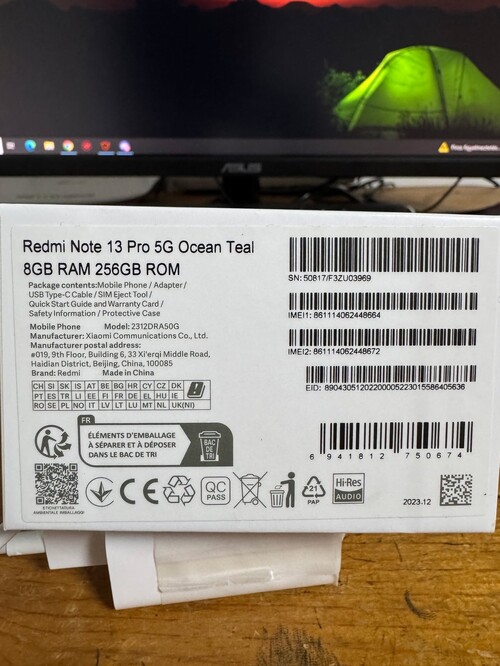 ASUS
Redmi Note 13 Pro 5G Ocean Teal
8GB RAM 256GB ROM
Package contents:Mobile Phone / Adapter /
USB Type-C Cable / SIM Eject Tool /
Quick Start Guide and Warranty Card /
Safety Information / Protective Case
Mobile Phone Model:2312DRA50G
Manufacturer: Xiaomi Communications Co., Ltd.
Manufacturer postal address:
#019, 9th Floor, Building 6, 33 Xi'erqi Middle Road,
Haidian District, Beijing, China, 100085
Brand: Redmi Made in China
CH SI SK IS AT BE BG HR CY CZ DK
PT ES TR LI EE FI FR DE EL HU IE
RO SE PL NO IT LV LT LU MT NL UK(NI)
SN: 50817/F3ZU03969
IMEI1: 861114062448664
IMEI2: 861114062448672
EID: 89043051202200005223015586405636
6 941812 750674
FR
ÉLÉMENTS D'EMBALLAGE
À SÉPARER ET À DÉPOSER
DANS LE BAC DE TRI
BAC
DE
TRI
ETICHETTATURA
AMBIENTALE IMBALLAGGI
CE
QC
PASS
21
PAP
Hi-Res
AUDIO
2023.12